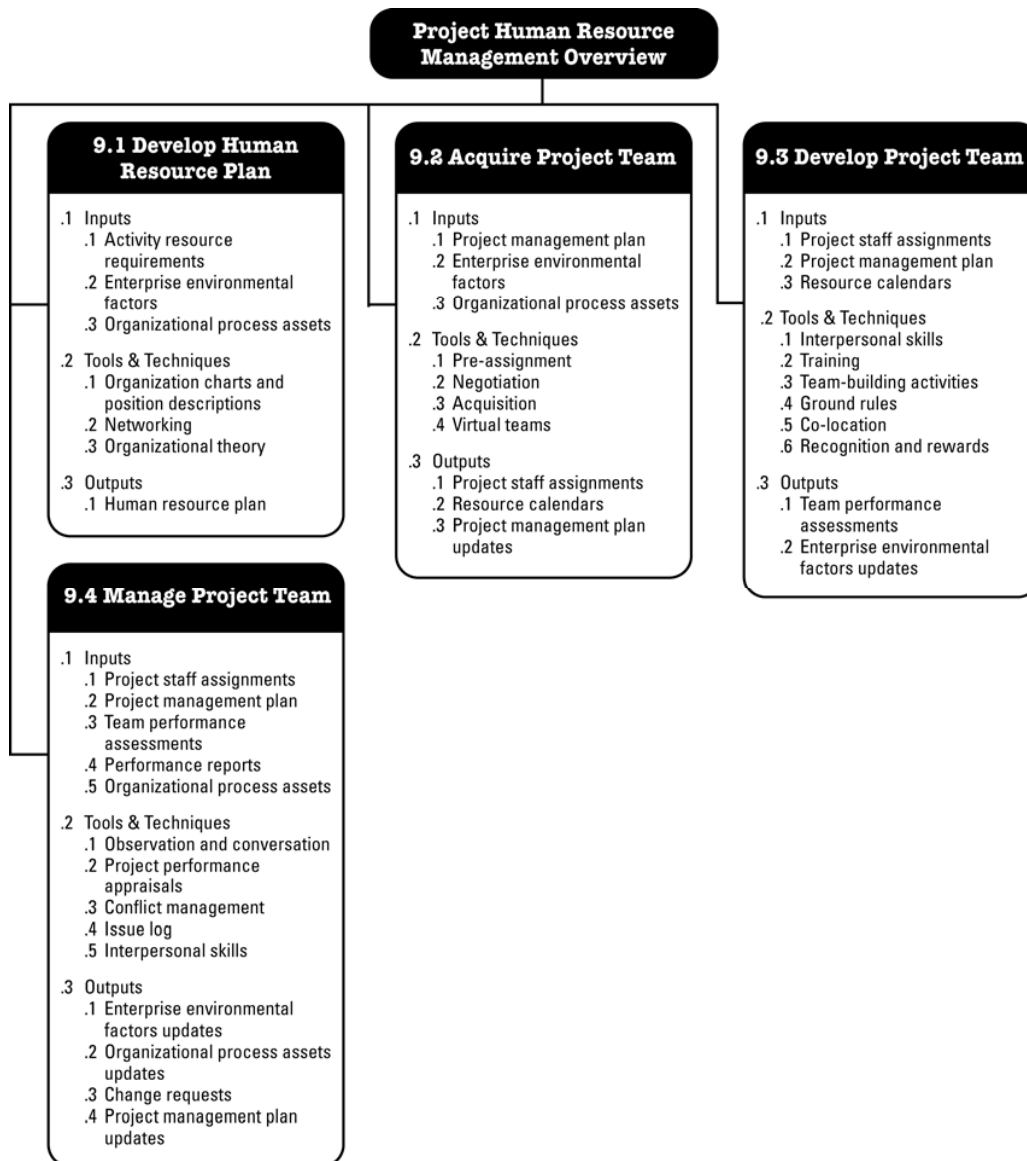 Project Human Resource
Management Overview
9.1 Develop Human
Resource Plan
.1 Inputs
.1 Activity resource
requirements
.2 Enterprise environmental
factors
.3 Organizational process assets
.2 Tools & Techniques
.1 Organization charts and
position descriptions
.2 Networking
.3 Organizational theory
.3 Outputs
.1 Human resource plan
9.2 Acquire Project Team
.1 Inputs
.1 Project management plan
.2 Enterprise environmental
factors
.3 Organizational process assets
.2 Tools & Techniques
.1 Pre-assignment
.2 Negotiation
.3 Acquisition
.4 Virtual teams
.3 Outputs
.1 Project staff assignments
.2 Resource calendars
.3 Project management plan
updates
9.3 Develop Project Team
.1 Inputs
.1 Project staff assignments
.2 Project management plan
.3 Resource calendars
.2 Tools & Techniques
.1 Interpersonal skills
.2 Training
.3 Team-building activities
.4 Ground rules
.5 Co-location
.6 Recognition and rewards
.3 Outputs
.1 Team performance
assessments
.2 Enterprise environmental
factors updates
9.4 Manage Project Team
.1 Inputs
.1 Project staff assignments
.2 Project management plan
.3 Team performance
assessments
.4 Performance reports
.5 Organizational process assets
.2 Tools & Techniques
.1 Observation and conversation
.2 Project performance
appraisals
.3 Conflict management
.4 Issue log
.5 Interpersonal skills
.3 Outputs
.1 Enterprise environmental
factors updates
.2 Organizational process assets
updates
.3 Change requests
.4 Project management plan
updates